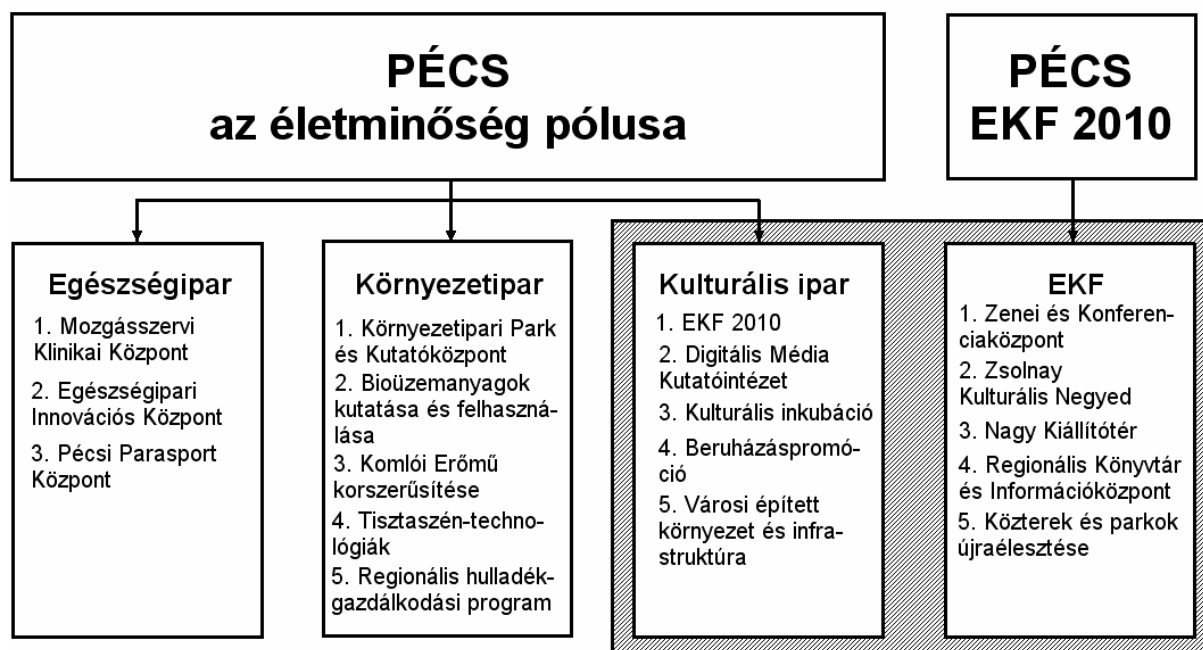 PÉCS
az életminőség pólusa
PÉCS
EKF 2010
Egészségipar
1. Mozgásszervi
Klinikai Központ
2. Egészségipari
Innovációs Központ
3. Pécsi Parasport
Központ
Környezetipar
1. Környezetipari Park
és Kutatóközpont
2. Bioüzemanyagok
kutatása és felhasználá-
lása
3. Komlói Erőmű
korszerűsítése
4. Tisztaszén-techno-
lógiák
5. Regionális hulladék-
gazdálkodási program
Kulturális ipar
1. EKF 2010
2. Digitális Média
Kutatóintézet
3. Kulturális inkubáció
4. Beruházáspromó-
ció
5. Városi épített
környezet és infra-
struktúra
EKF
1. Zenei és Konferen-
ciaközpont
2. Zsolnay
Kulturális Negyed
3. Nagy Kiállítótér
4. Regionális Könyvtár
és Információközpont
5. Közterek és parkok
újraélesztése